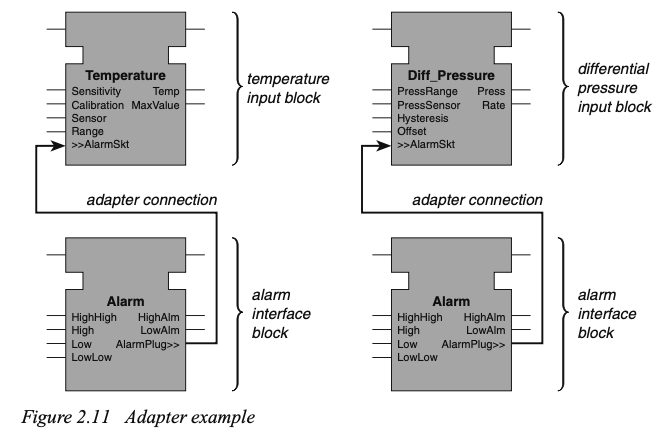 Temperature
Sensitivity Temp
Calibration MaxValue
Sensor
Range
>>AlarmSkt
temperature
input block
Diff_Pressure
PressRange Press
PressSensor Rate
Hysteresis
Offset
>>AlarmSkt
differential
pressure
input block
adapter connection
adapter connection
Alarm
HighHigh HighAlm
High LowAlm
Low AlarmPlug>>
LowLow
alarm
interface
block
Alarm
HighHigh HighAlm
High LowAlm
Low AlarmPlug>>
LowLow
alarm
interface
block
Figure 2.11 Adapter example